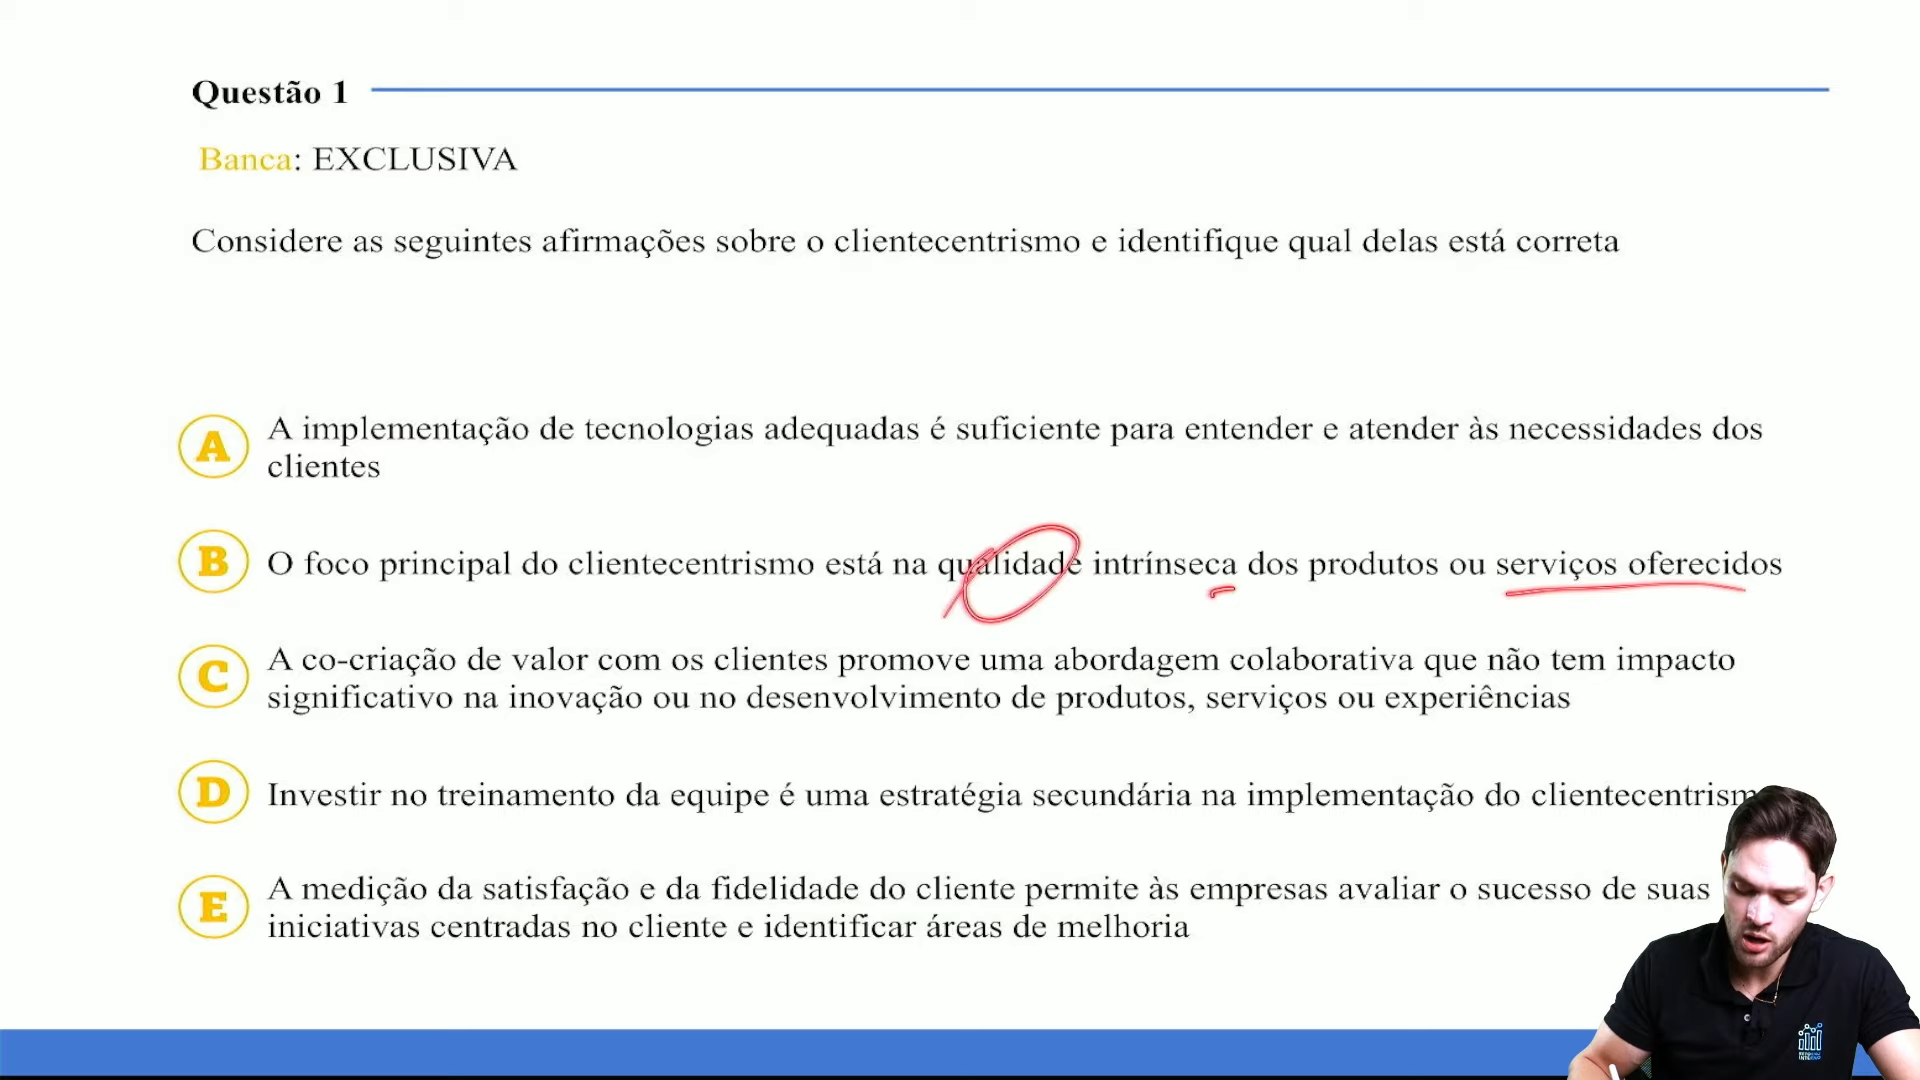 Questão 1
Banca: EXCLUSIVA
Considere as seguintes afirmações sobre o clientecentrismo e identifique qual delas está correta
A A implementação de tecnologias adequadas é suficiente para entender e atender às necessidades dos
clientes
B O foco principal do clientecentrismo está na qualidade intrínseca dos produtos ou serviços oferecidos
C A co-criação de valor com os clientes promove uma abordagem colaborativa que não tem impacto
significativo na inovação ou no desenvolvimento de produtos, serviços ou experiências
D Investir no treinamento da equipe é uma estratégia secundária na implementação do clientecentrism
E A medição da satisfação e da fidelidade do cliente permite às empresas avaliar o sucesso de suas
iniciativas centradas no cliente e identificar áreas de melhoria